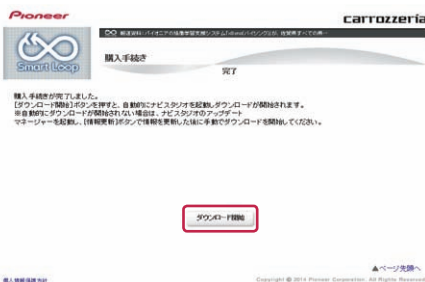 Pioneer
carrozzeria
Smart Loop
購入手続き
完了
購入手続きが完了しました。
[ダウンロード開始]ボタンを押すと、自動的にナビスタジオを起動しダウンロードが開始されます。
※自動的にダウンロードが開始されない場合は、ナビスタジオのアップデート
マネージャーを起動し、[情報更新]ボタンで情報を更新した後に手動でダウンロードを開始してください。
ダウンロード開始
▲ページ先頭へ
個人情報保護方針
Copyright © 2014 Pioneer Corporation. All Rights Reserved.